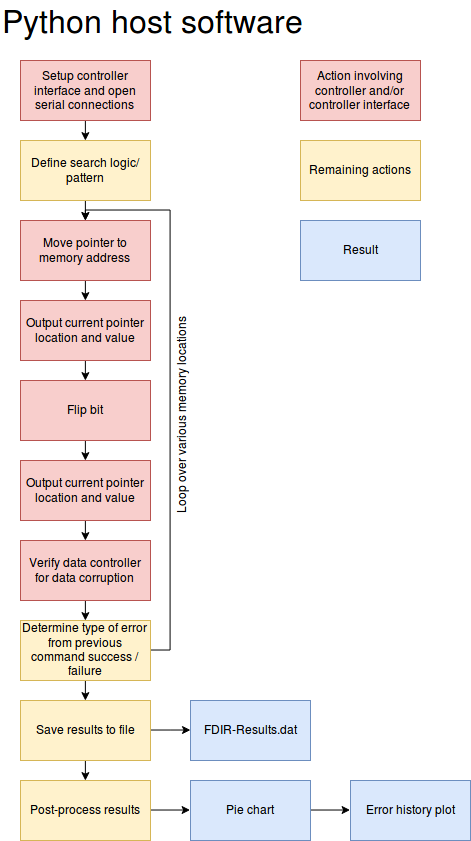 Python host software
Setup controller
interface and open
serial connections
Action involving
controller and/or
controller interface
Define search logic/
pattern
Remaining actions
Move pointer to
memory address
Result
Output current pointer
location and value
Loop over various memory locations
Flip bit
Output current pointer
location and value
Verify data controller
for data corruption
Determine type of error
from previous
command success /
failure
Save results to file
FDIR-Results.dat
Post-process results
Pie chart
Error history plot